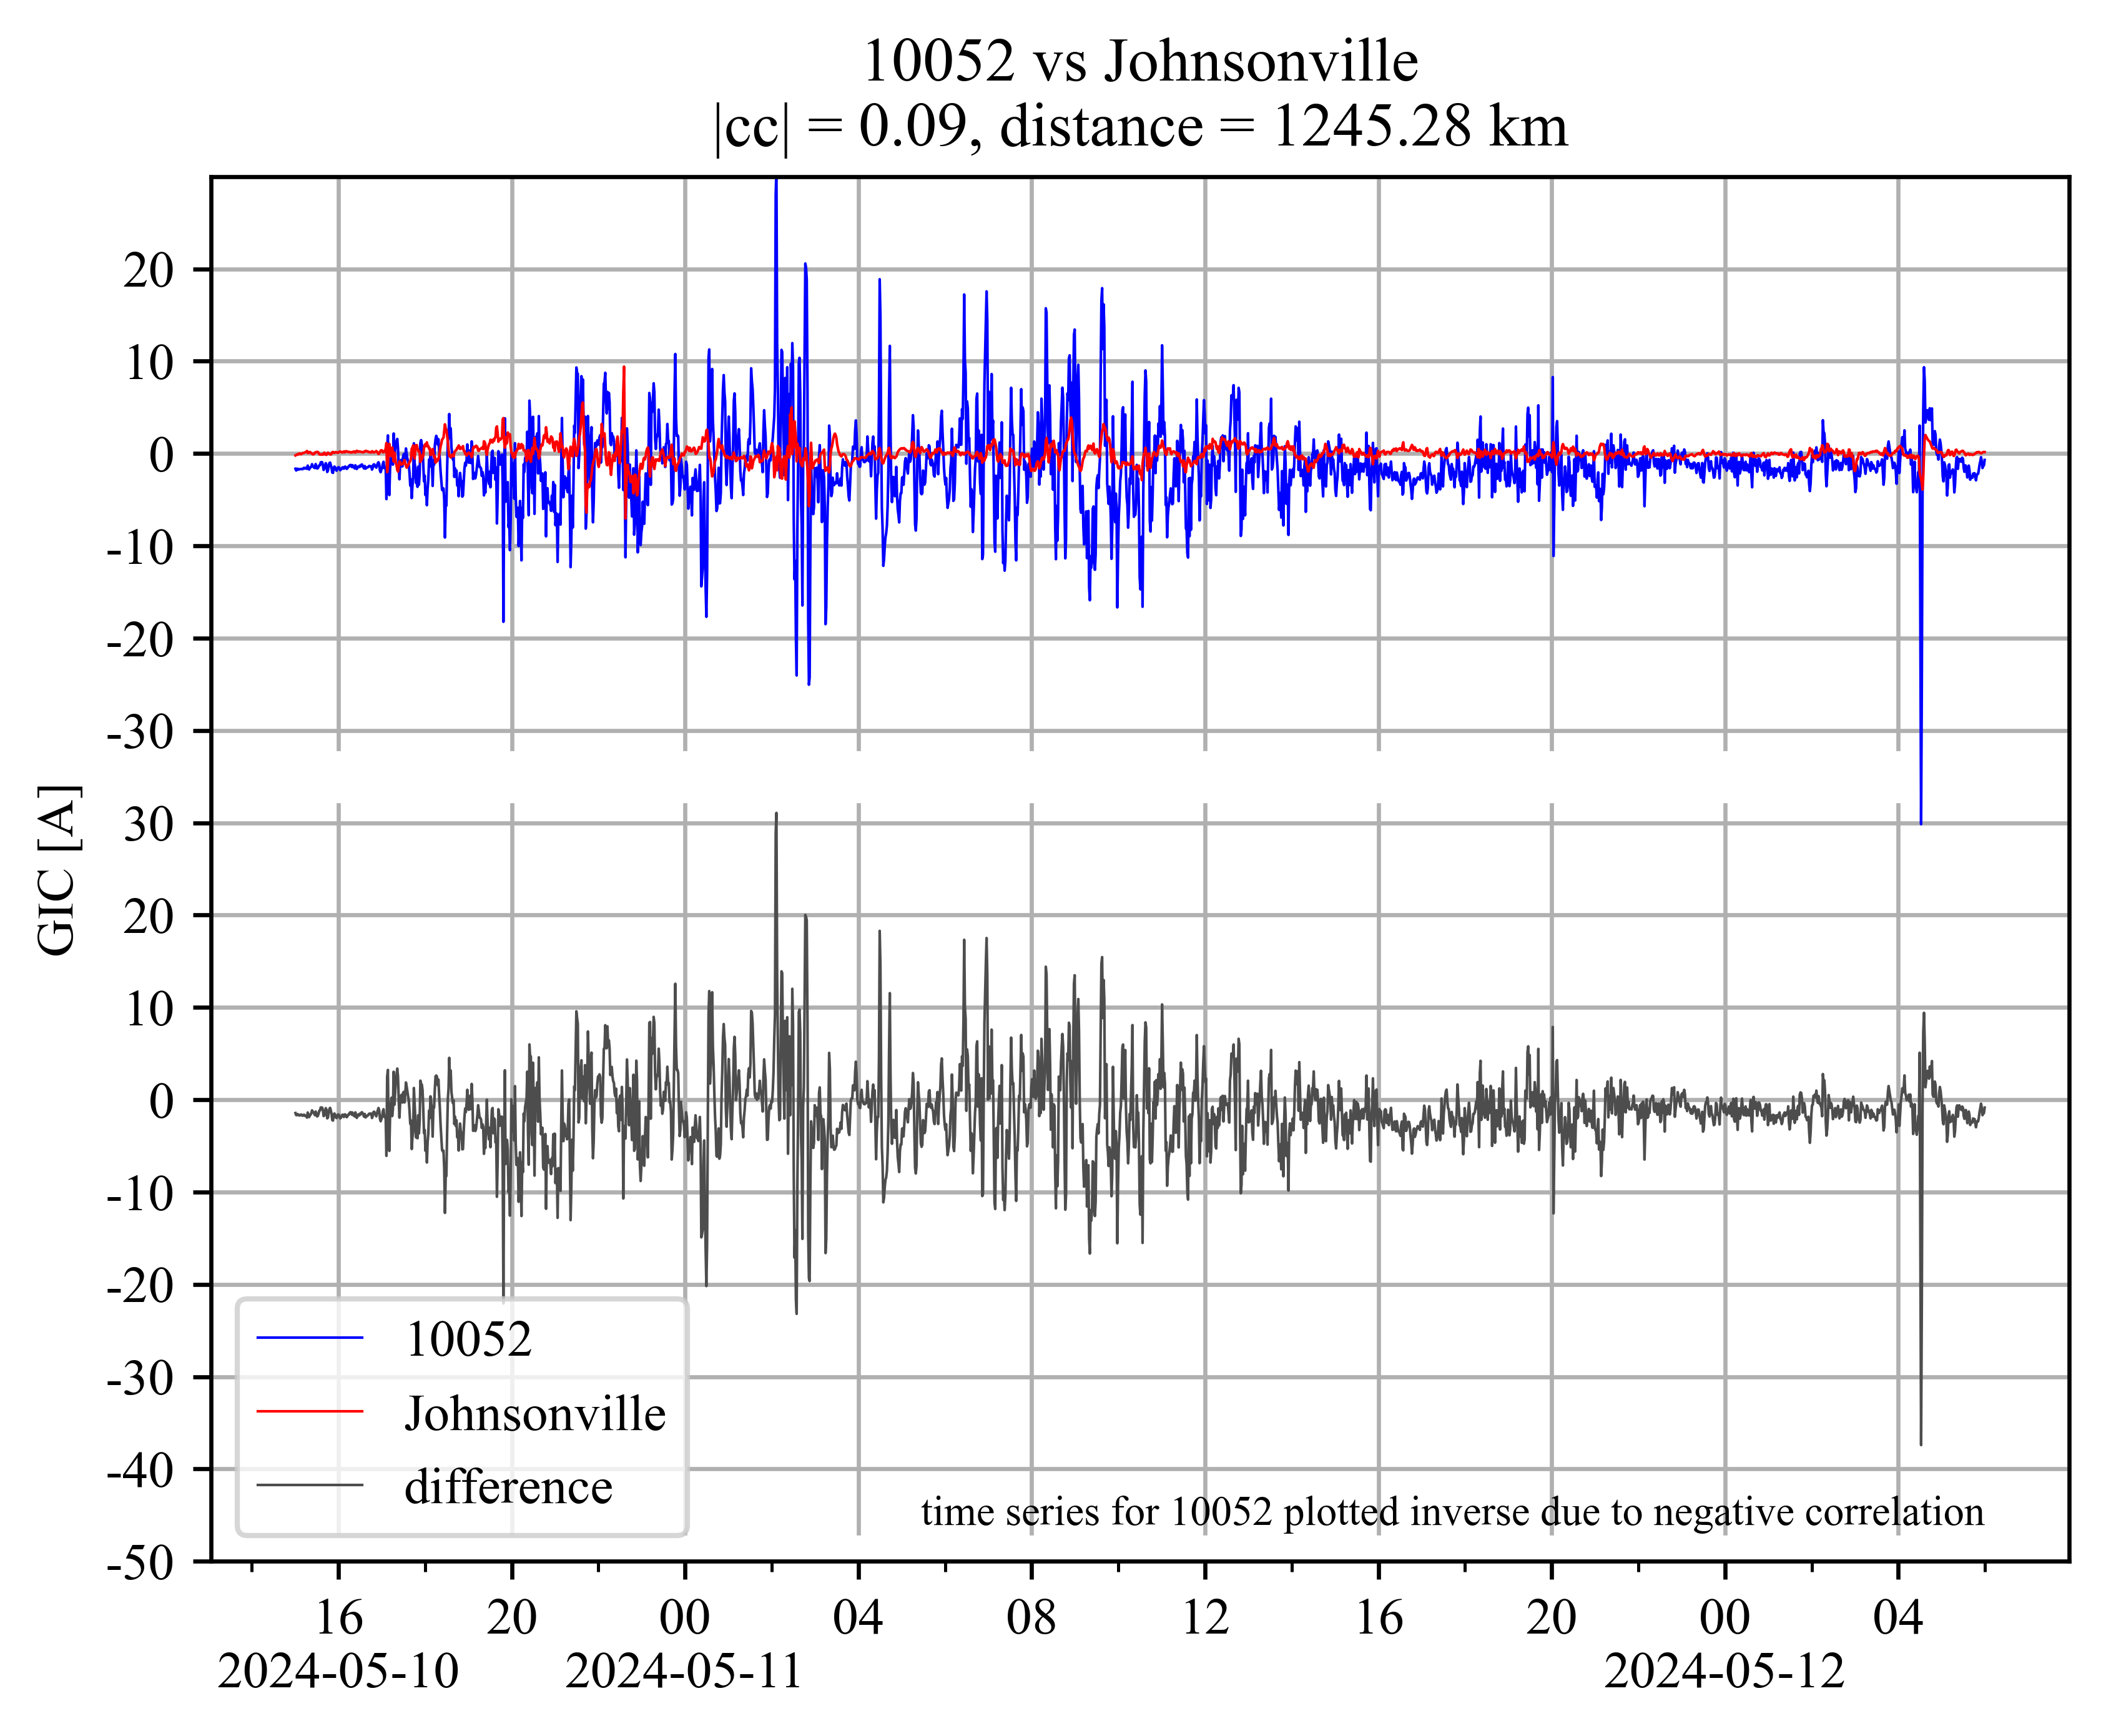 10052 vs Johnsonville
|cc| = 0.09, distance = 1245.28 km
GIC [A]
20
10
0
-10
-20
-30
30
20
10
0
-10
-20
-30
-40
-50
10052
Johnsonville
difference
time series for 10052 plotted inverse due to negative correlation
16 20 00 04 08 12 16 20 00 04
2024-05-10 2024-05-11 2024-05-12